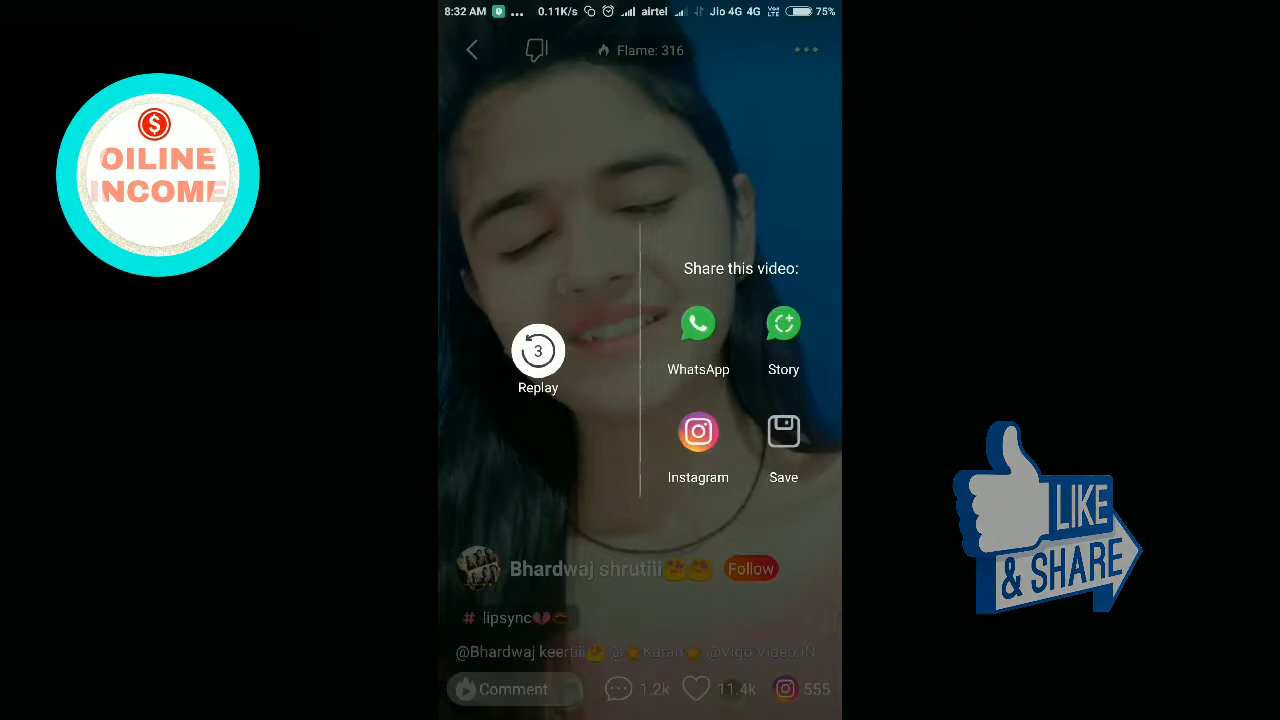 8:32 AM ... 0.11K/s airtel Jio 4G 4G 75%
Flame: 316
$
OILINE
INCOME
Share this video:
WhatsApp
Story
3
Replay
Instagram
Save
LIKE
& SHARE
Bhardwaj shrutiii😍😍 Follow
# lipsync💔👄
@Bhardwaj keertiii😍 @🌟Karan🌟 @Vigo Video IN
Comment 1.2k 11.4k 555